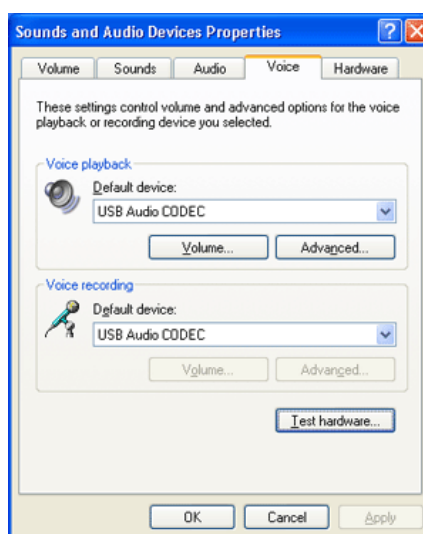 Sounds and Audio Devices Properties
Volume Sounds Audio Voice Hardware
These settings control volume and advanced options for the voice
playback or recording device you selected.
Voice playback
Default device:
USB Audio CODEC
Volume... Advanced...
Voice recording
Default device:
USB Audio CODEC
Volume... Advanced...
Test hardware...
OK Cancel Apply